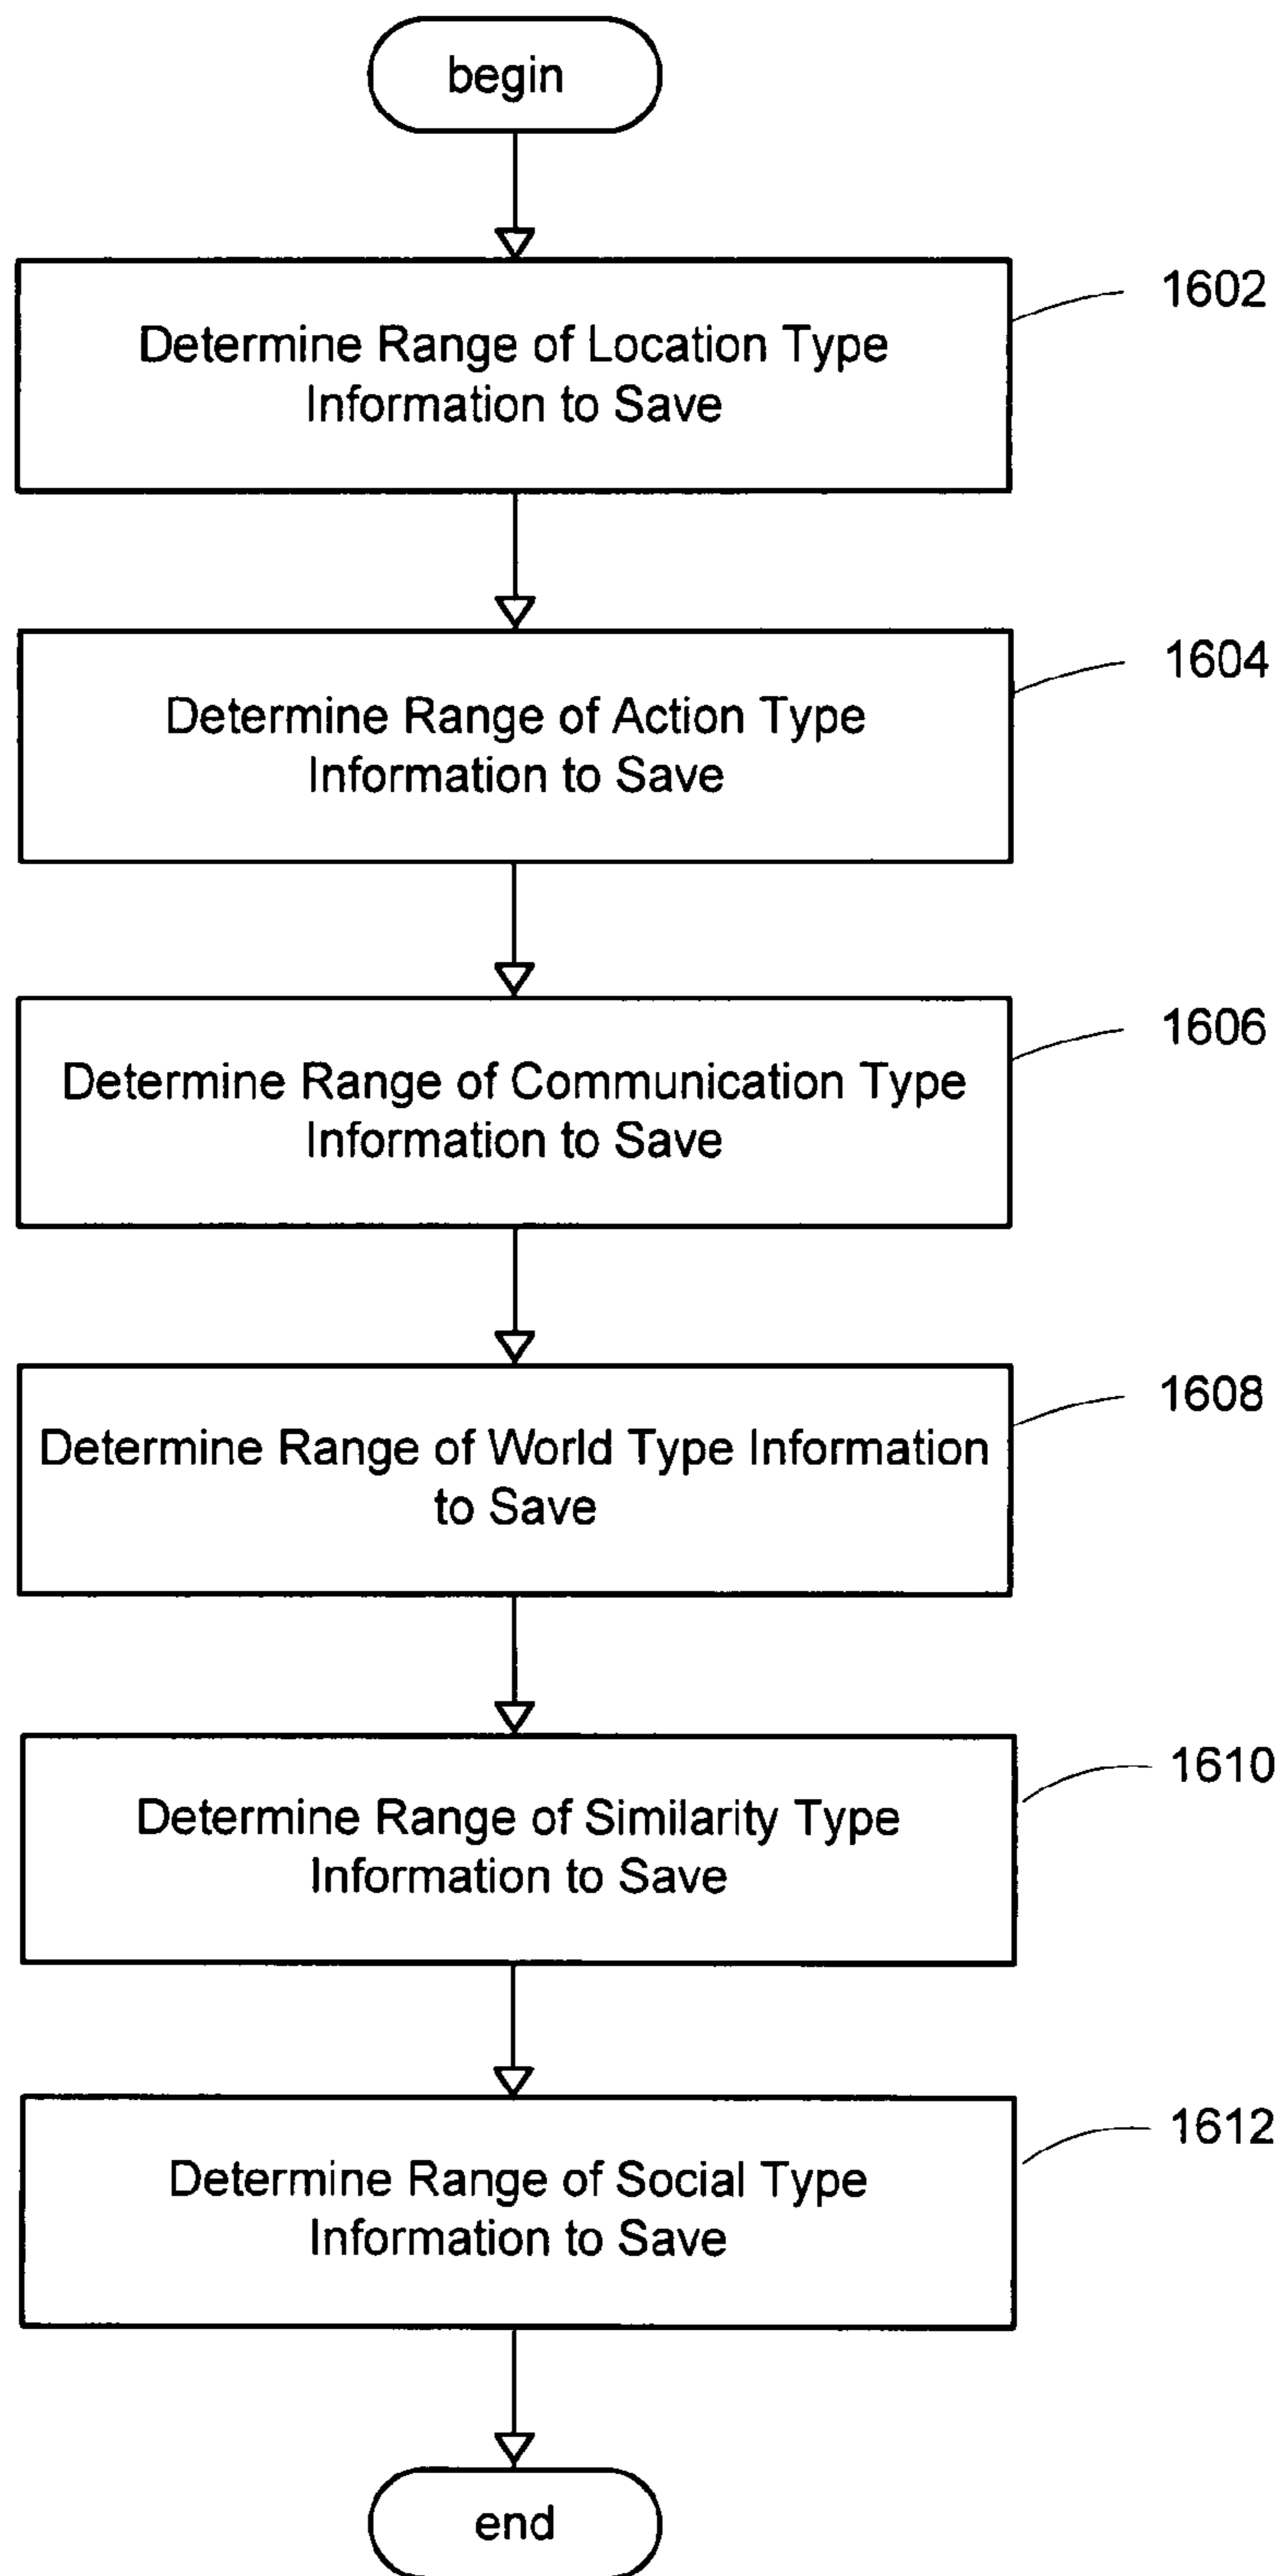 begin
Determine Range of Location Type
Information to Save
1602
Determine Range of Action Type
Information to Save
1604
Determine Range of Communication Type
Information to Save
1606
Determine Range of World Type Information
to Save
1608
Determine Range of Similarity Type
Information to Save
1610
Determine Range of Social Type
Information to Save
1612
end